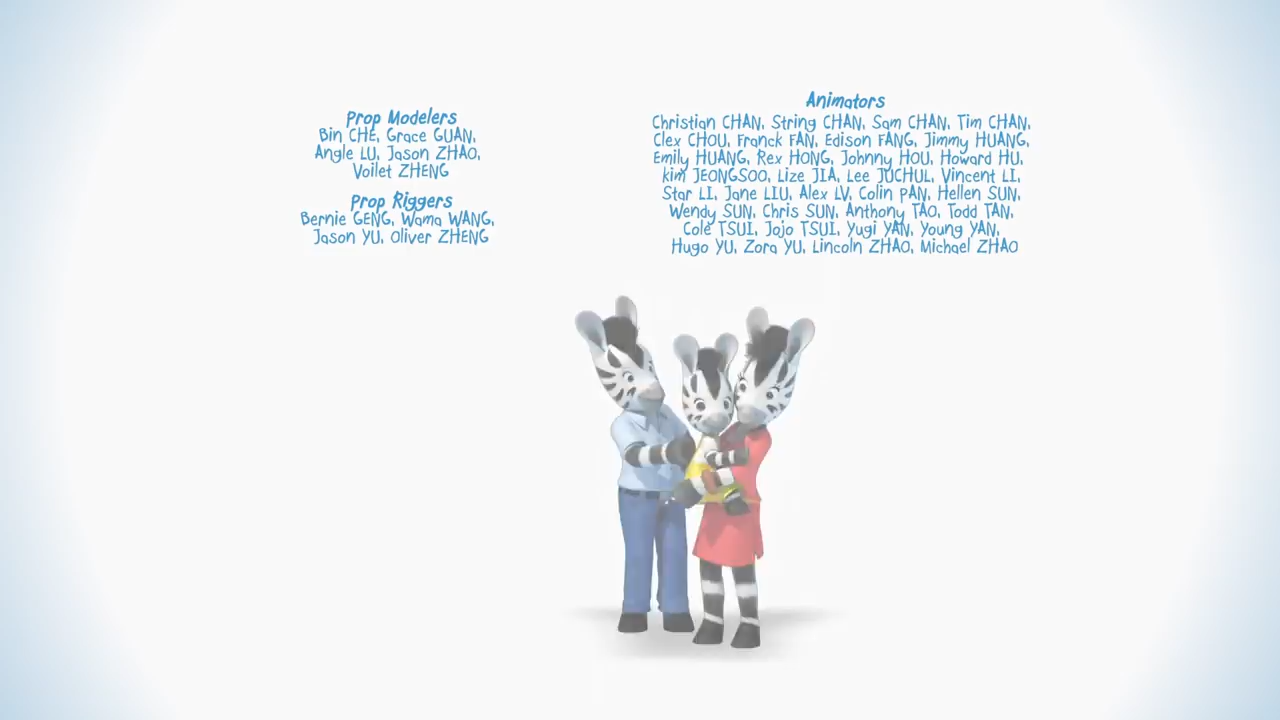 Prop Modelers
Bin CHE, Grace GUAN,
Angle LU, Jason ZHAO,
Voilet ZHENG
Prop Riggers
Bernie GENG, Wama WANG,
Jason YU, Oliver ZHENG
Animators
Christian CHAN, String CHAN, Sam CHAN, Tim CHAN,
Clex CHOU, Franck FAN, Edison FANG, Jimmy HUANG,
Emily HUANG, Rex HONG, Johnny HOU, Howard HU,
kim JEONGSOO, Lize JIA, Lee JUCHUL, Vincent LI,
Star LI, Jane LIU, Alex LV, Colin PAN, Hellen SUN,
Wendy SUN, Chris SUN, Anthony TAO, Todd TAN,
Cole TSUI, Jojo TSUI, Yugi YAN, Young YAN,
Hugo YU, Zora YU, Lincoln ZHAO, Michael ZHAO